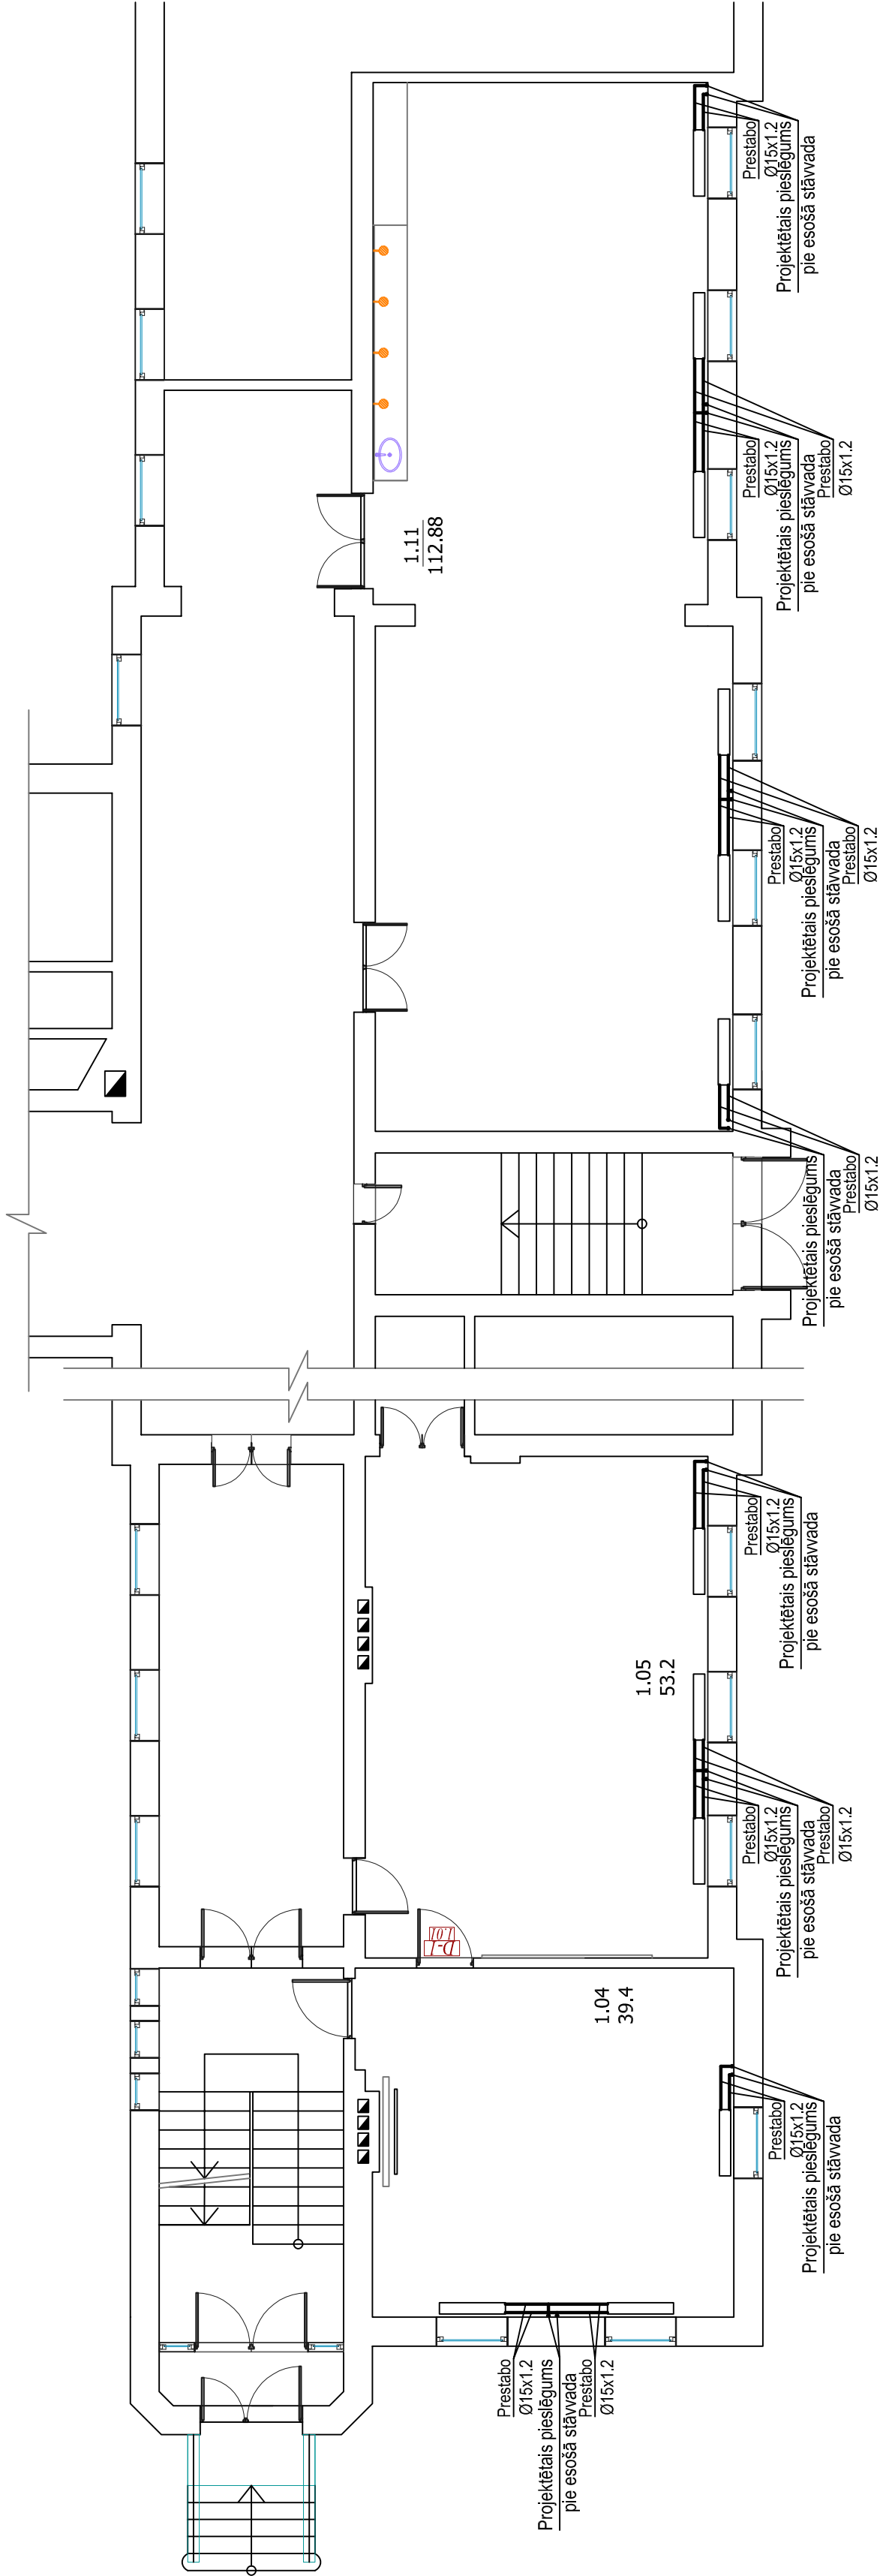 Prestabo
Ø15x1.2
Projektētais pieslēgums
pie esošā stāvvada
Prestabo
Ø15x1.2
Projektētais pieslēgums
pie esošā stāvvada
Prestabo
Ø15x1.2
1.11
112.88
Prestabo
Ø15x1.2
Projektētais pieslēgums
pie esošā stāvvada
Prestabo
Ø15x1.2
Projektētais pieslēgums
pie esošā stāvvada
Prestabo
Ø15x1.2
Prestabo
Ø15x1.2
Projektētais pieslēgums
pie esošā stāvvada
1.05
53.2
Prestabo
Ø15x1.2
Projektētais pieslēgums
pie esošā stāvvada
Prestabo
Ø15x1.2
D-1
1.01
1.04
39.4
Prestabo
Ø15x1.2
Projektētais pieslēgums
pie esošā stāvvada
Prestabo
Ø15x1.2
Projektētais pieslēgums
pie esošā stāvvada
Prestabo
Ø15x1.2